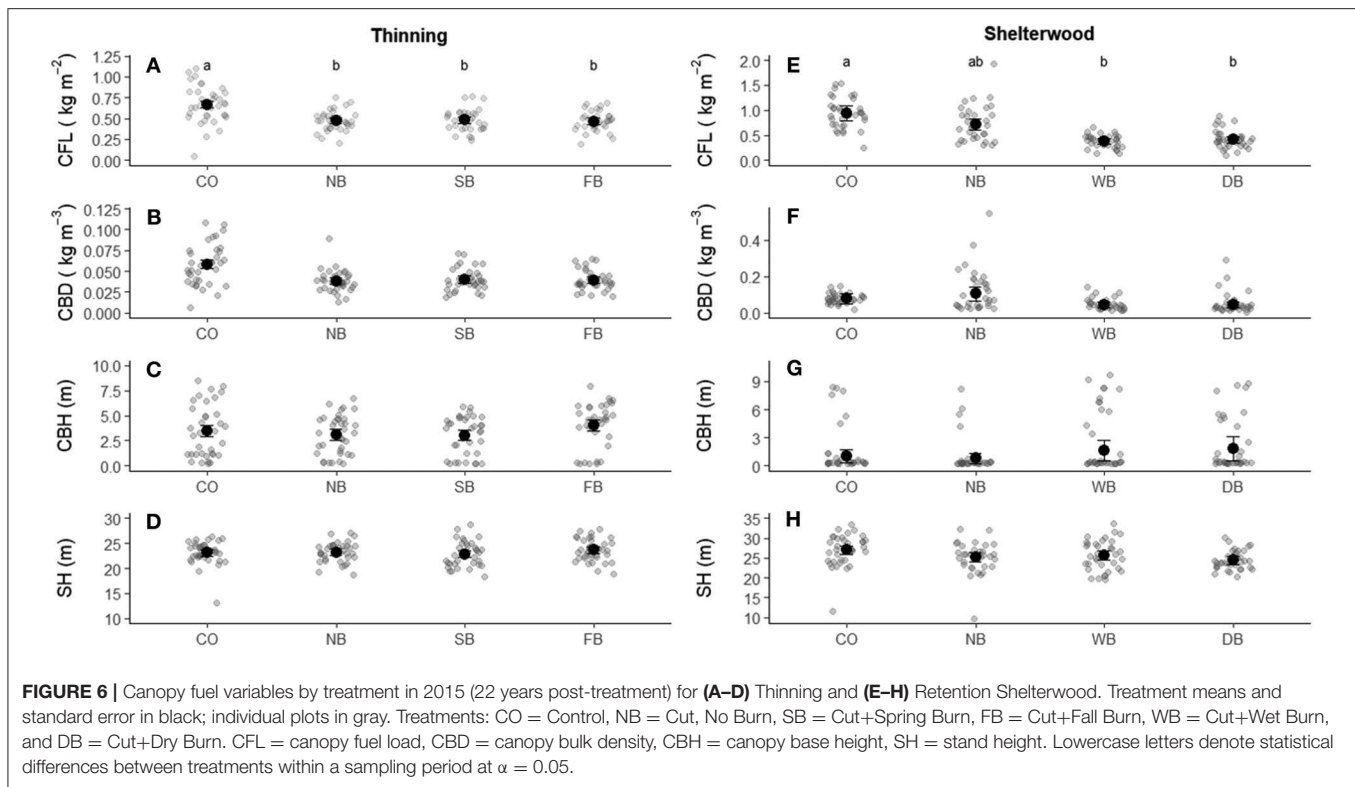 Thinning
A
a b b b
CFL ( kg m⁻²)
1.25
1.00
0.75
0.50
0.25
0.00
CO NB SB FB
B
CBD ( kg m⁻³)
0.125
0.100
0.075
0.050
0.025
0.000
CO NB SB FB
C
CBH (m)
10.0
7.5
5.0
2.5
0.0
CO NB SB FB
D
SH (m)
30
25
20
15
10
CO NB SB FB
Shelterwood
E
a ab b b
CFL ( kg m⁻²)
2.0
1.5
1.0
0.5
0.0
CO NB WB DB
F
CBD ( kg m⁻³)
0.4
0.2
0.0
CO NB WB DB
G
CBH (m)
9
6
3
0
CO NB WB DB
H
SH (m)
35
30
25
20
15
10
CO NB WB DB
FIGURE 6 | Canopy fuel variables by treatment in 2015 (22 years post-treatment) for (A–D) Thinning and (E–H) Retention Shelterwood. Treatment means and
standard error in black; individual plots in gray. Treatments: CO = Control, NB = Cut, No Burn, SB = Cut+Spring Burn, FB = Cut+Fall Burn, WB = Cut+Wet Burn,
and DB = Cut+Dry Burn. CFL = canopy fuel load, CBD = canopy bulk density, CBH = canopy base height, SH = stand height. Lowercase letters denote statistical
differences between treatments within a sampling period at α = 0.05.